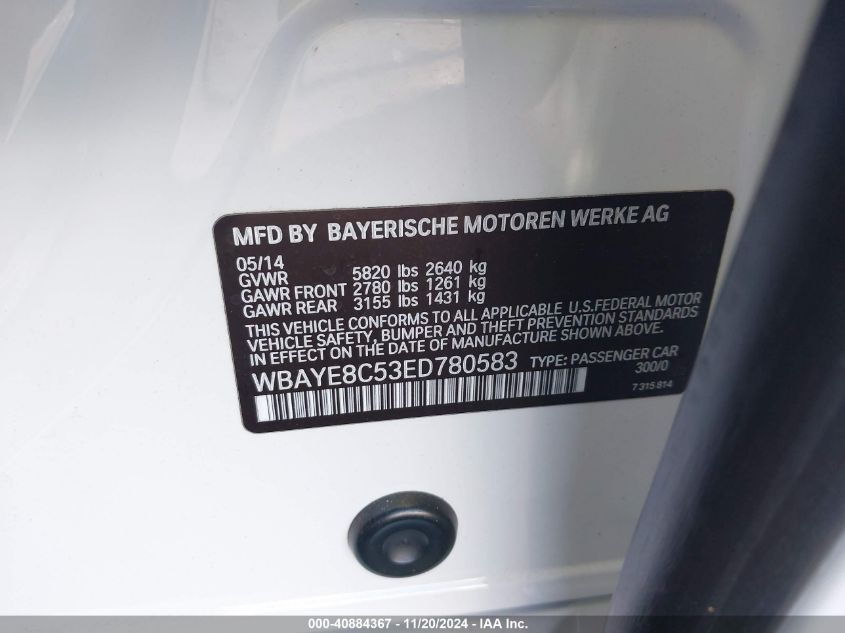 MFD BY BAYERISCHE MOTOREN WERKE AG
05/14
GVWR 5820 lbs 2640 kg
GAWR FRONT 2780 lbs 1261 kg
GAWR REAR 3155 lbs 1431 kg
THIS VEHICLE CONFORMS TO ALL APPLICABLE U.S.FEDERAL MOTOR
VEHICLE SAFETY, BUMPER AND THEFT PREVENTION STANDARDS
IN EFFECT ON THE DATE OF MANUFACTURE SHOWN ABOVE.
WBAYE8C53ED780583 TYPE: PASSENGER CAR
300/0
7315814
000-40884367 - 11/20/2024 - IAA Inc.